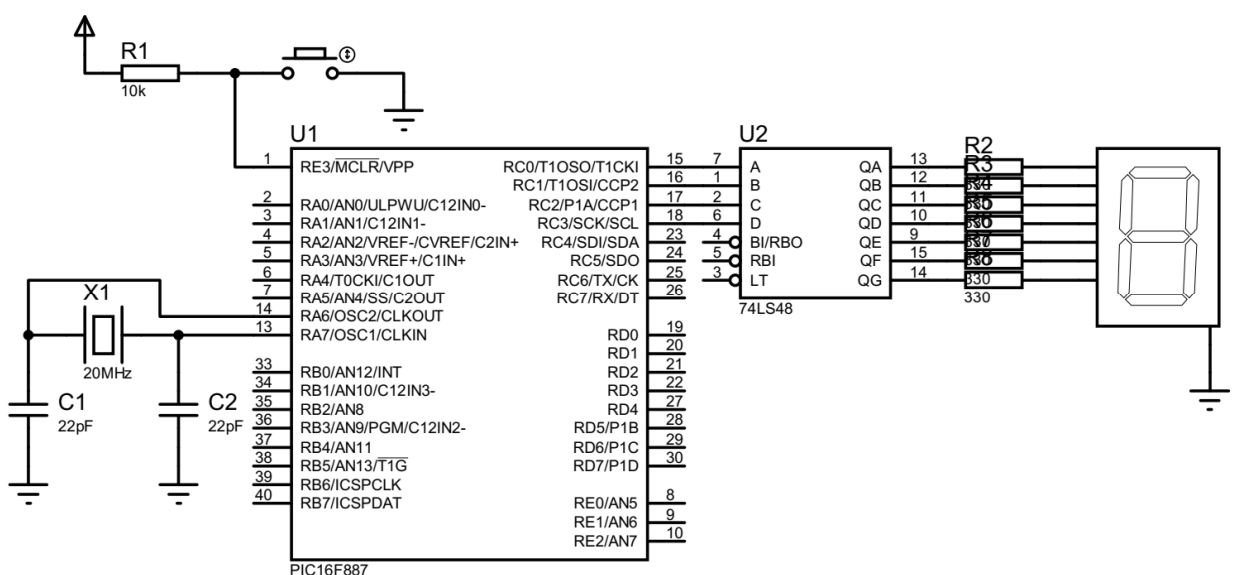 R1
10k
U1
1 RE3/MCLR/VPP
2 RA0/AN0/ULPWU/C12IN0-
3 RA1/AN1/C12IN1-
4 RA2/AN2/VREF-/CVREF/C2IN+
5 RA3/AN3/VREF+/C1IN+
6 RA4/T0CKI/C1OUT
7 RA5/AN4/SS/C2OUT
14 RA6/OSC2/CLKOUT
13 RA7/OSC1/CLKIN
33 RB0/AN12/INT
34 RB1/AN10/C12IN3-
35 RB2/AN8
36 RB3/AN9/PGM/C12IN2-
37 RB4/AN11
38 RB5/AN13/T1G
39 RB6/ICSPCLK
40 RB7/ICSPDAT
RC0/T1OSO/T1CKI 15
RC1/T1OSI/CCP2 16
RC2/P1A/CCP1 17
RC3/SCK/SCL 18
RC4/SDI/SDA 23
RC5/SDO 24
RC6/TX/CK 25
RC7/RX/DT 26
RD0 19
RD1 20
RD2 21
RD3 22
RD4 27
RD5/P1B 28
RD6/P1C 29
RD7/P1D 30
RE0/AN5 8
RE1/AN6 9
RE2/AN7 10
PIC16F887
X1
20MHz
C1
22pF
C2
22pF
U2
7 A QA 13
1 B QB 12
2 C QC 11
6 D QD 10
4 BI/RBO QE 9
5 RBI QF 15
3 LT QG 14
74LS48
R2
R3
330
330